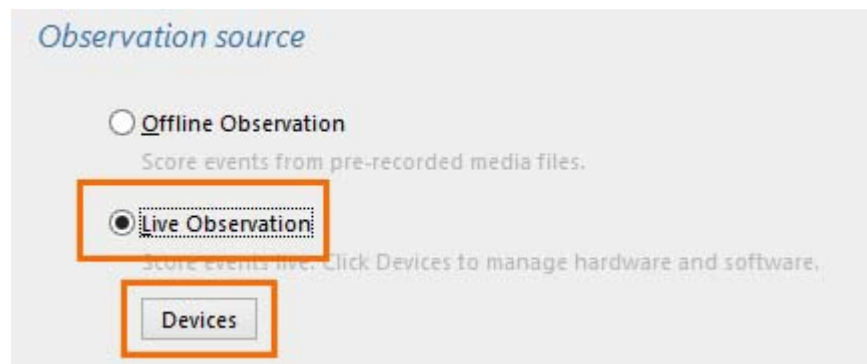 Observation source
Offline Observation
Score events from pre-recorded media files.
Live Observation
Score events live. Click Devices to manage hardware and software.
Devices